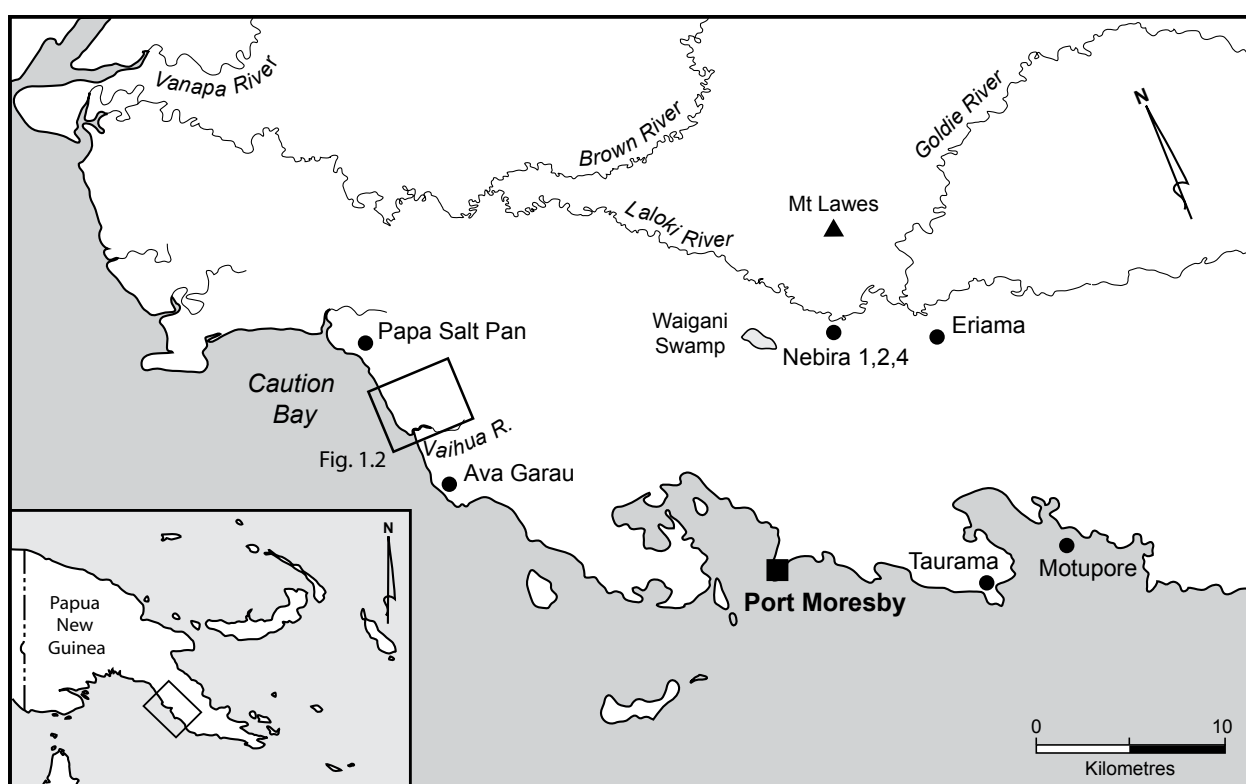 Vanapa River
Brown River
Goldie River
N
Mt Lawes
Laloki River
Papa Salt Pan
Waigani
Swamp
Eriama
Nebira 1,2,4
Caution
Bay
Vaihua R.
Fig. 1.2
Ava Garau
Taurama
Motupore
Port Moresby
N
Papua
New
Guinea
0 10
Kilometres